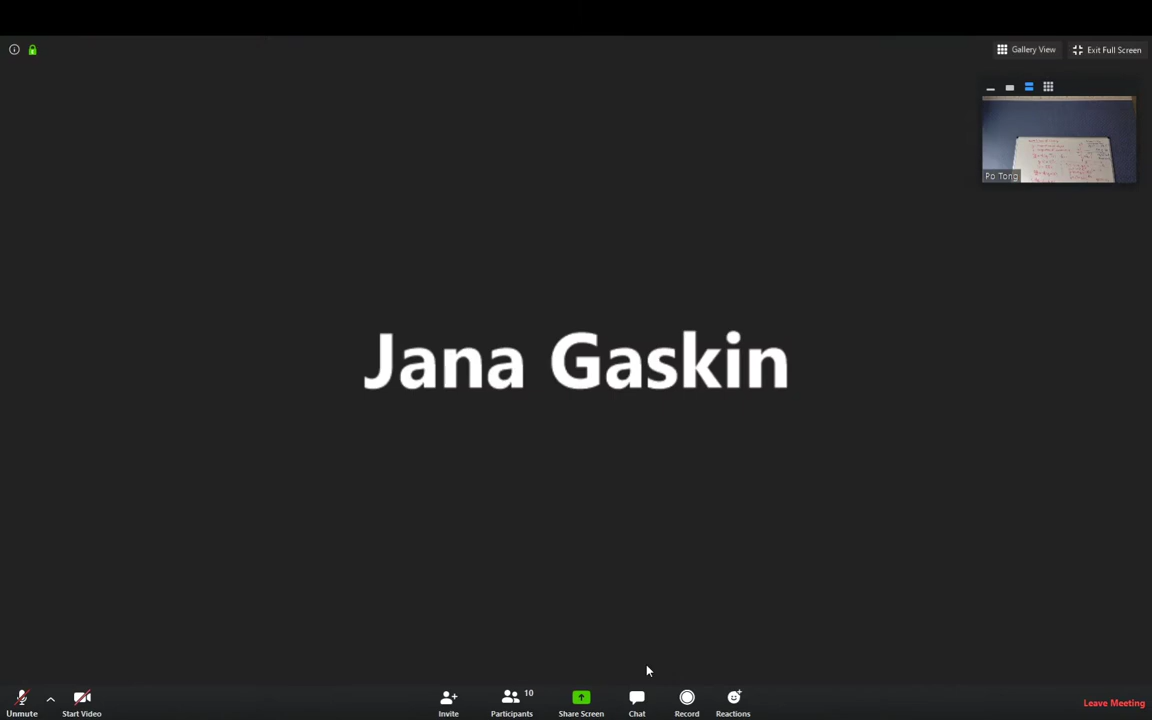 Gallery View
Exit Full Screen
Po Tong
Jana Gaskin
Unmute
Start Video
Invite
Participants 10
Share Screen
Chat
Record
Reactions
Leave Meeting